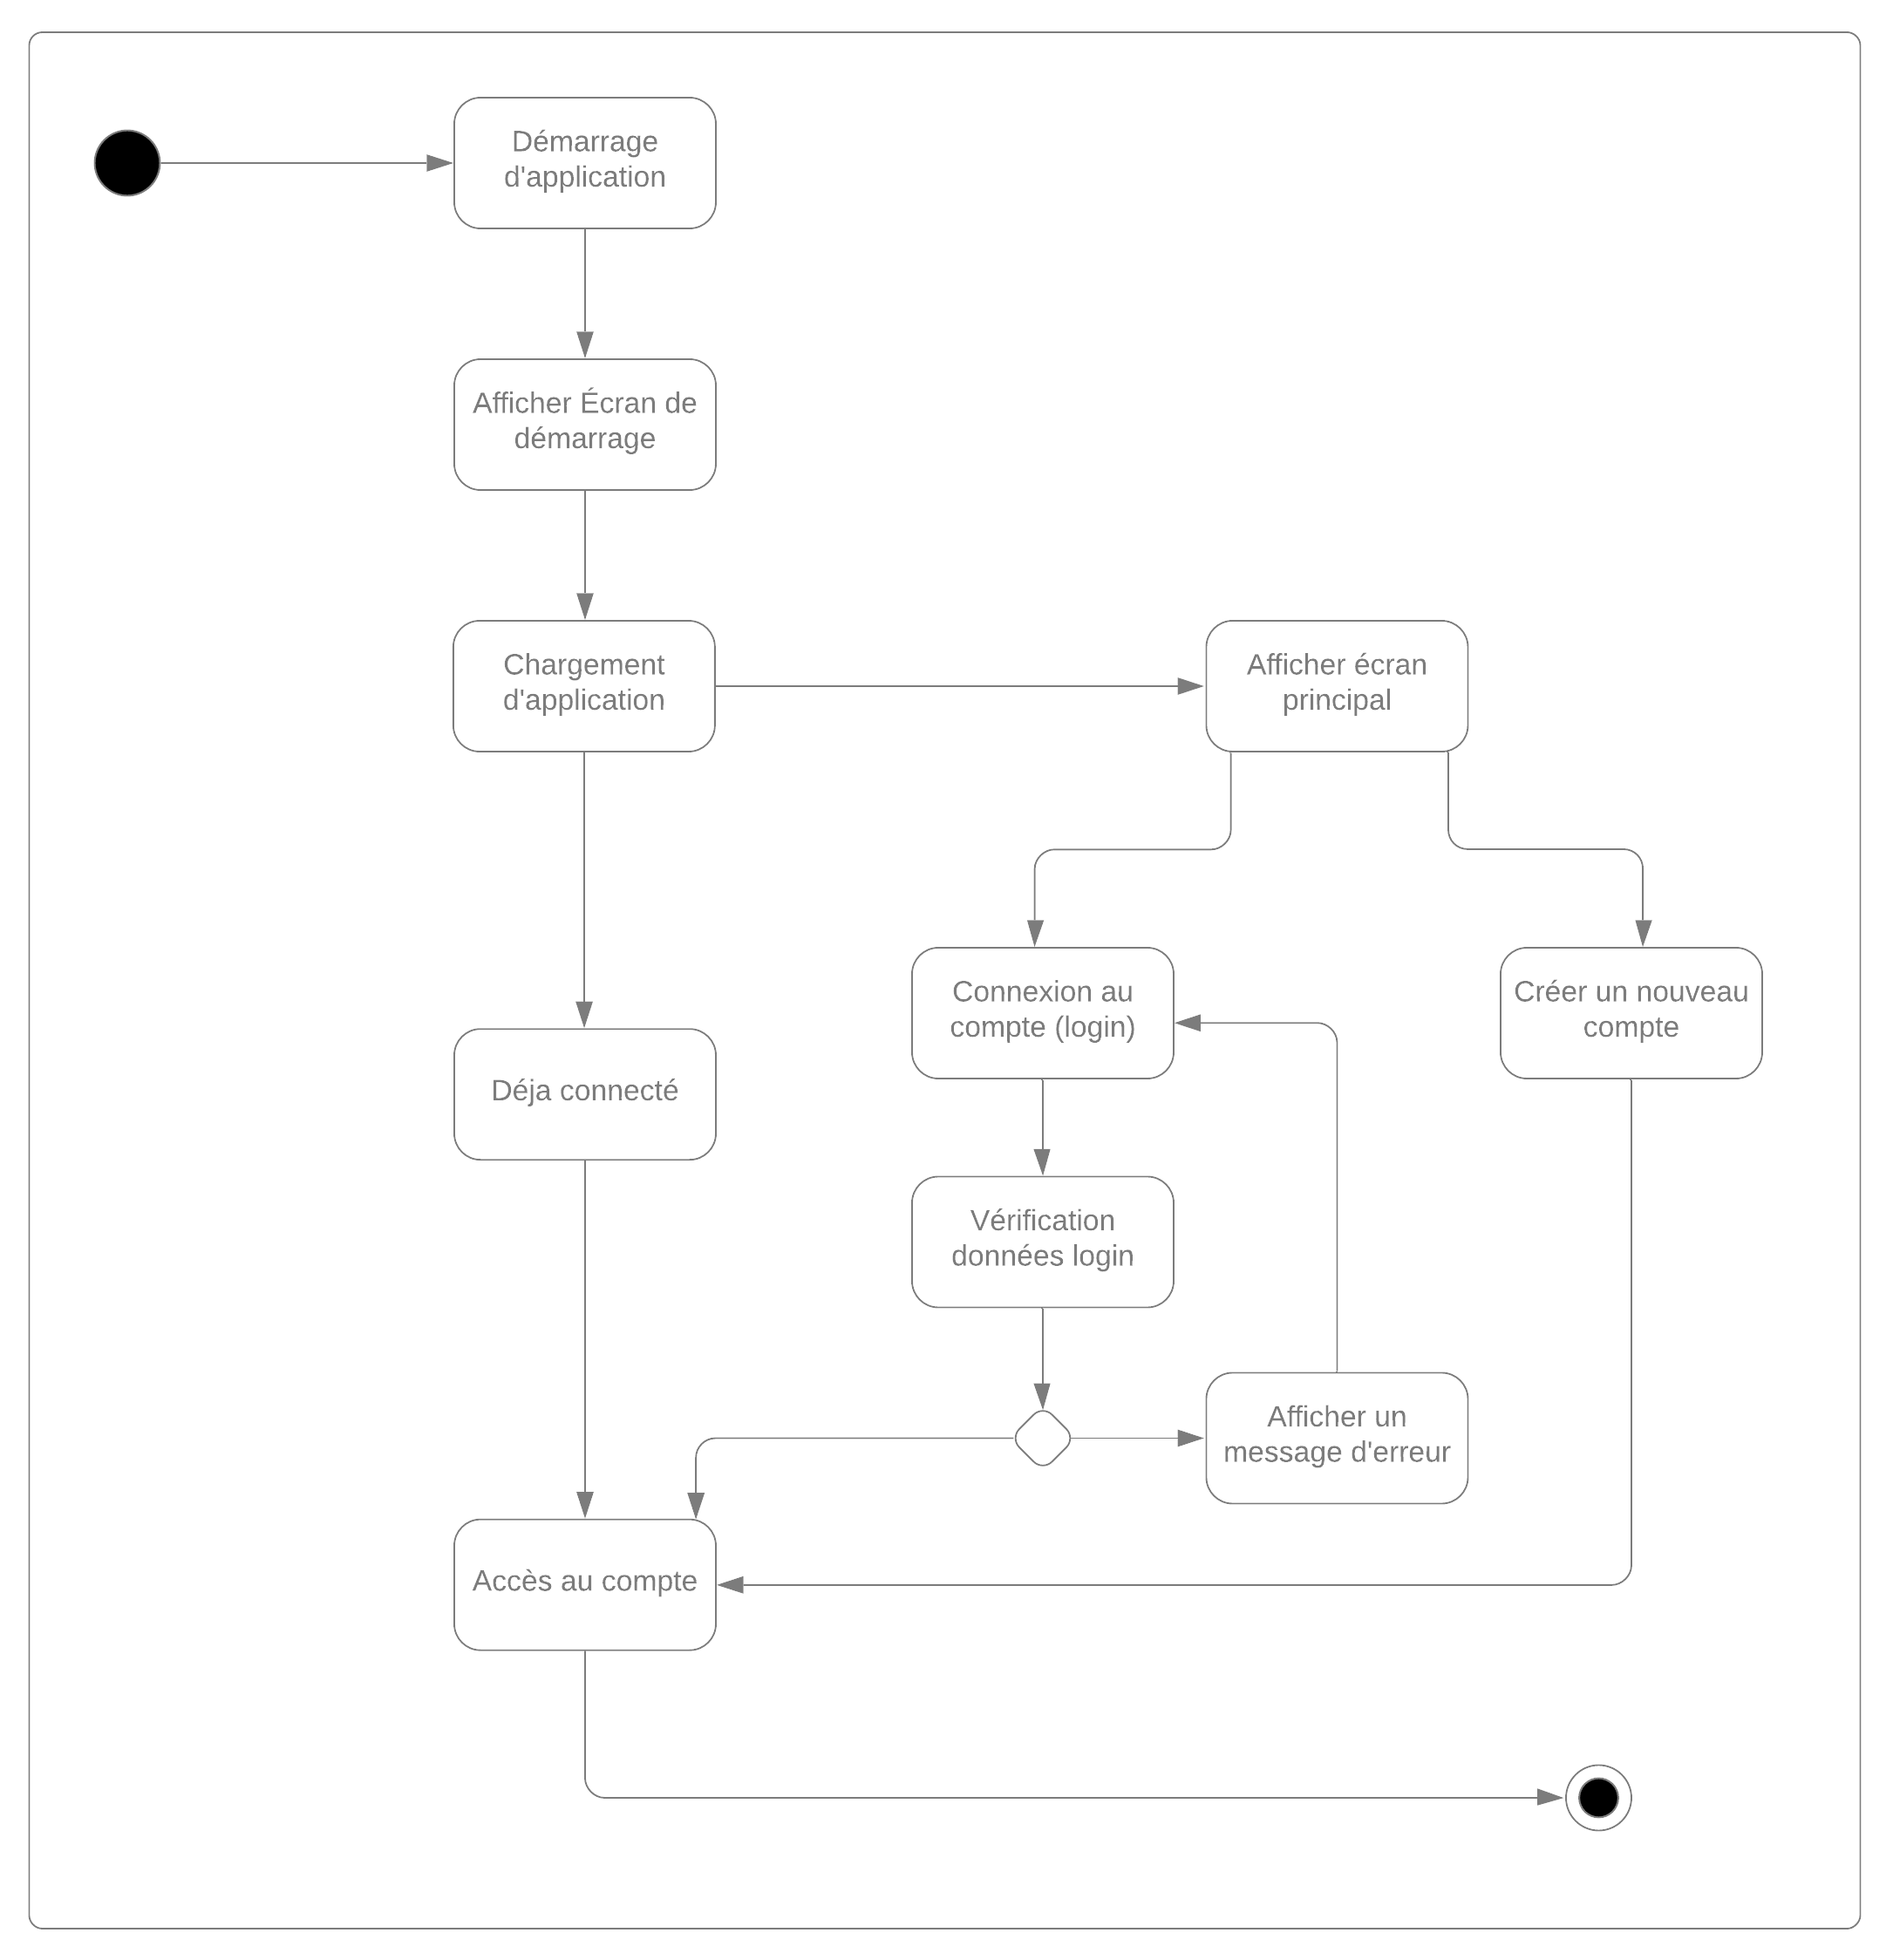 Démarrage
d'application
Afficher Écran de
démarrage
Chargement
d'application
Afficher écran
principal
Connexion au
compte (login)
Créer un nouveau
compte
Déja connecté
Vérification
données login
Afficher un
message d'erreur
Accès au compte